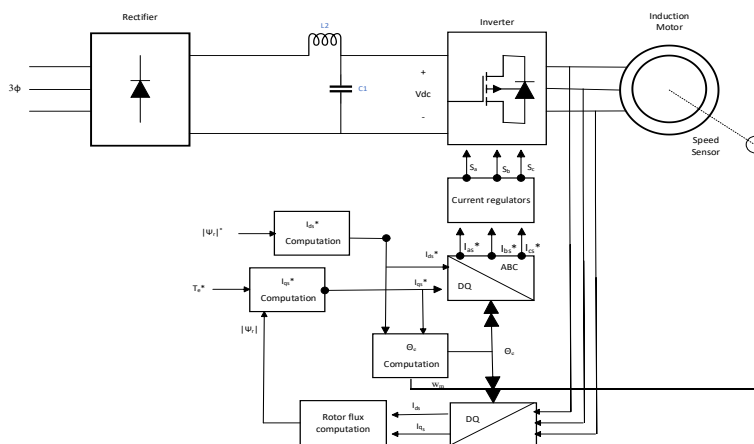 Rectifier
Inverter
Induction
Motor
L2
3ϕ
C1
+
Vdc
-
Speed
Sensor
Sa
Sb
Sc
Current regulators
|Ψr|*
Ids*
Computation
Ias*
Ibs*
Ics*
Ids*
ABC
DQ
Te*
Iqs*
Computation
Iqs*
|Ψr|
Θe
Computation
Θe
wm
Rotor flux
computation
Ids
Iqs
DQ